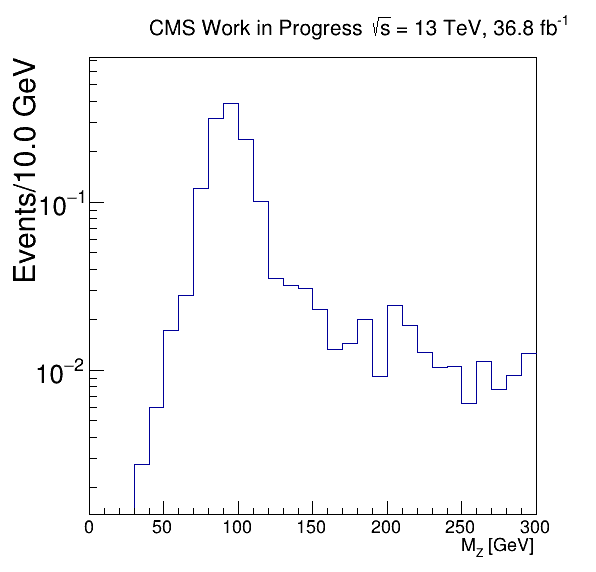 CMS Work in Progress √s = 13 TeV, 36.8 fb⁻¹
Events/10.0 GeV
10⁻¹
10⁻²
0 50 100 150 200 250 300
M_Z [GeV]